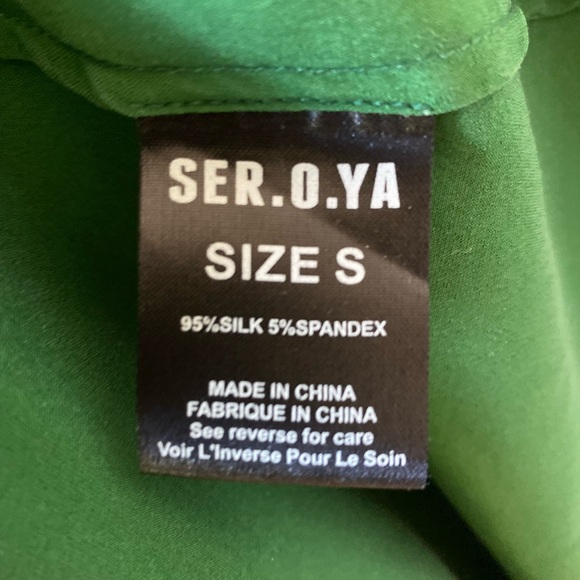 SER.O.YA
SIZE S
95%SILK 5%SPANDEX
MADE IN CHINA
FABRIQUE IN CHINA
See reverse for care
Voir L'Inverse Pour Le Soin